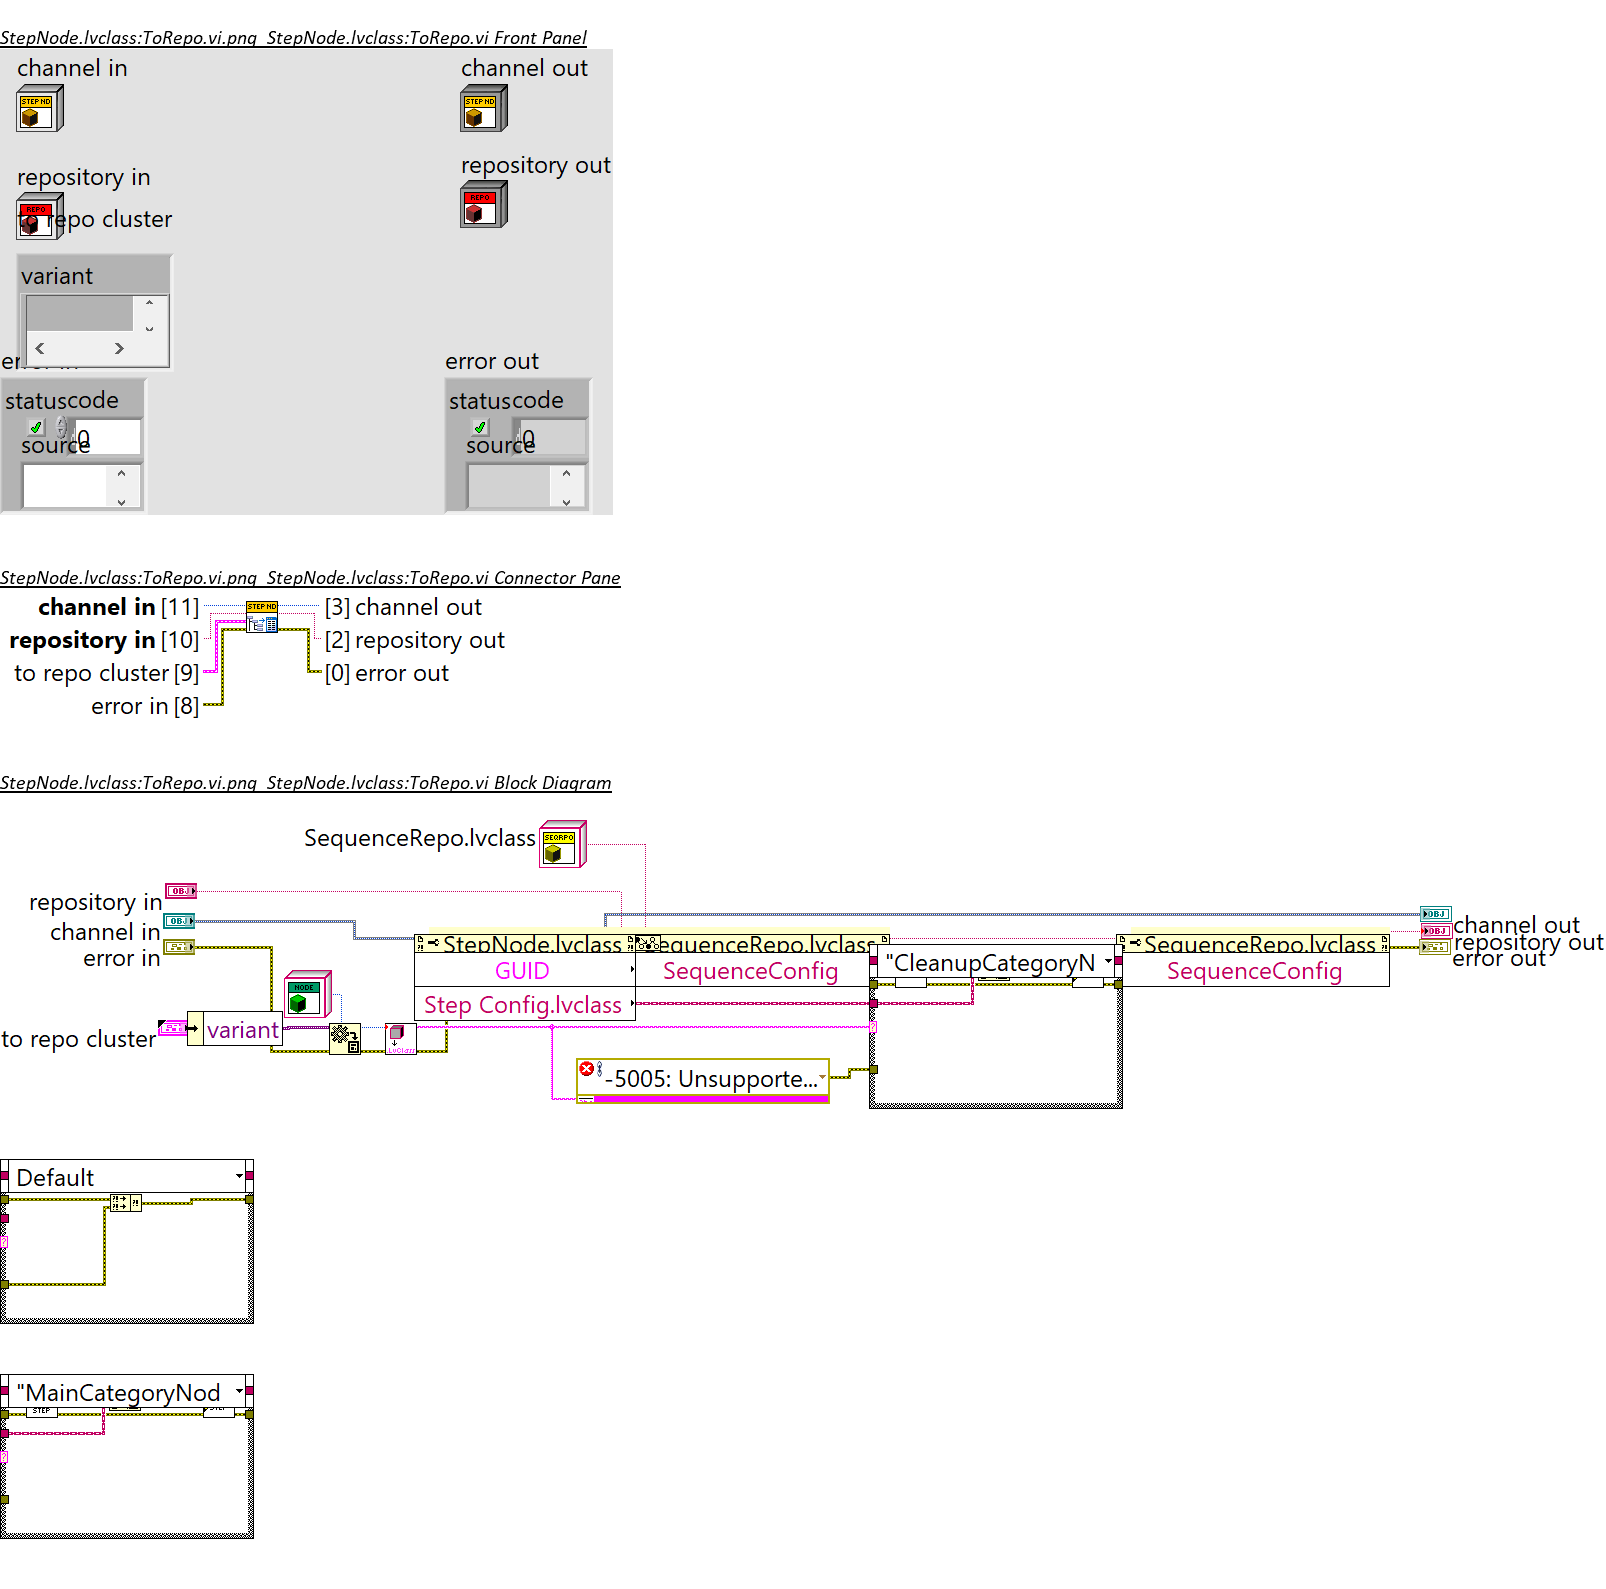 StepNode.lvclass:ToRepo.vi.png StepNode.lvclass:ToRepo.vi Front Panel
channel in
channel out
STEP ND
STEP ND
repository in
repository out
REPO
REPO
to repo cluster
variant
error in
error out
status code
status code
0
0
source
source
StepNode.lvclass:ToRepo.vi.png StepNode.lvclass:ToRepo.vi Connector Pane
channel in [11]
STEP ND
[3] channel out
repository in [10]
[2] repository out
to repo cluster [9]
[0] error out
error in [8]
StepNode.lvclass:ToRepo.vi.png StepNode.lvclass:ToRepo.vi Block Diagram
SequenceRepo.lvclass
SEQRPO
repository in
OBJ
channel in
OBJ
error in
OBJ
channel out
OBJ
repository out
error out
StepNode.lvclass
equenceRepo.lvclass
"CleanupCategoryN
SequenceRepo.lvclass
GUID
SequenceConfig
SequenceConfig
NODE
Step Config.lvclass
to repo cluster
variant
-5005: Unsupporte...
Default
"MainCategoryNod
STEP